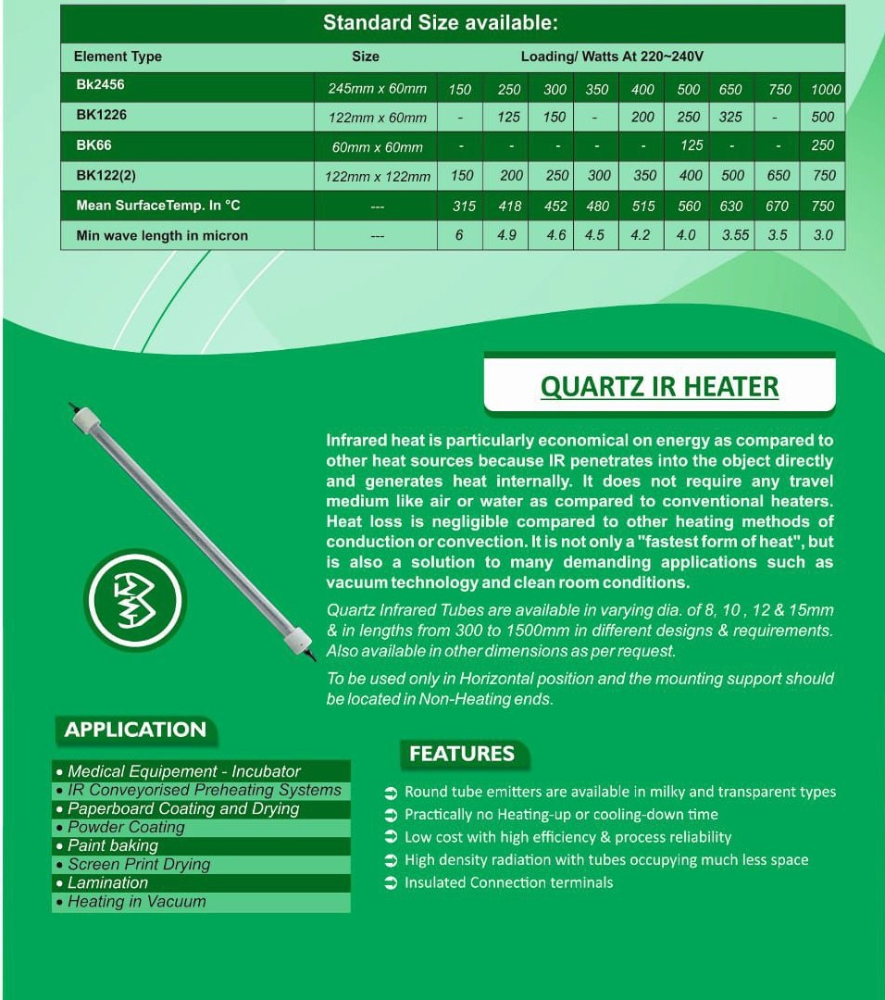 Standard Size available:
Element Type Size Loading/ Watts At 220~240V
Bk2456 245mm x 60mm 150 250 300 350 400 500 650 750 1000
BK1226 122mm x 60mm - 125 150 - 200 250 325 - 500
BK66 60mm x 60mm - - - - - 125 - - 250
BK122(2) 122mm x 122mm 150 200 250 300 350 400 500 650 750
Mean SurfaceTemp. In °C --- 315 418 452 480 515 560 630 670 750
Min wave length in micron --- 6 4.9 4.6 4.5 4.2 4.0 3.55 3.5 3.0
QUARTZ IR HEATER
Infrared heat is particularly economical on energy as compared to
other heat sources because IR penetrates into the object directly
and generates heat internally. It does not require any travel
medium like air or water as compared to conventional heaters.
Heat loss is negligible compared to other heating methods of
conduction or convection. It is not only a "fastest form of heat", but
is also a solution to many demanding applications such as
vacuum technology and clean room conditions.
Quartz Infrared Tubes are available in varying dia. of 8, 10 , 12 & 15mm
& in lengths from 300 to 1500mm in different designs & requirements.
Also available in other dimensions as per request.
To be used only in Horizontal position and the mounting support should
be located in Non-Heating ends.
APPLICATION
• Medical Equipement - Incubator
• IR Conveyorised Preheating Systems
• Paperboard Coating and Drying
• Powder Coating
• Paint baking
• Screen Print Drying
• Lamination
• Heating in Vacuum
FEATURES
Round tube emitters are available in milky and transparent types
Practically no Heating-up or cooling-down time
Low cost with high efficiency & process reliability
High density radiation with tubes occupying much less space
Insulated Connection terminals